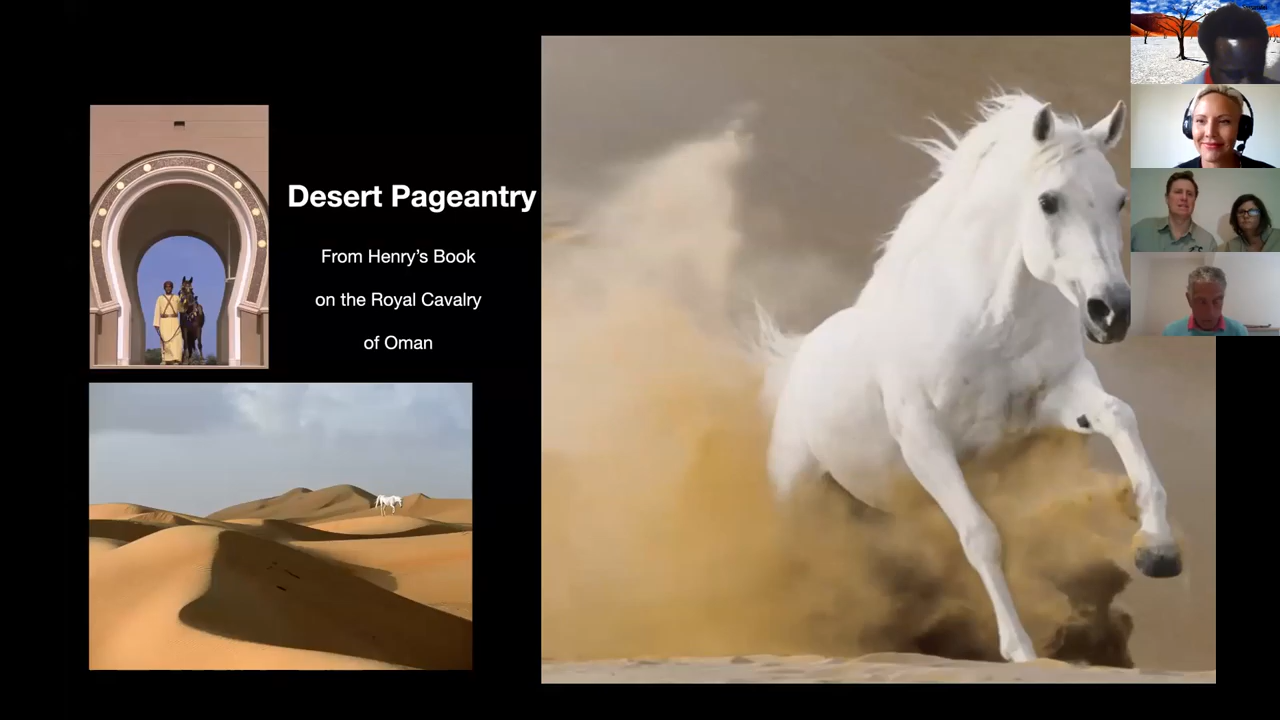 Desert Pageantry
From Henry's Book
on the Royal Cavalry
of Oman